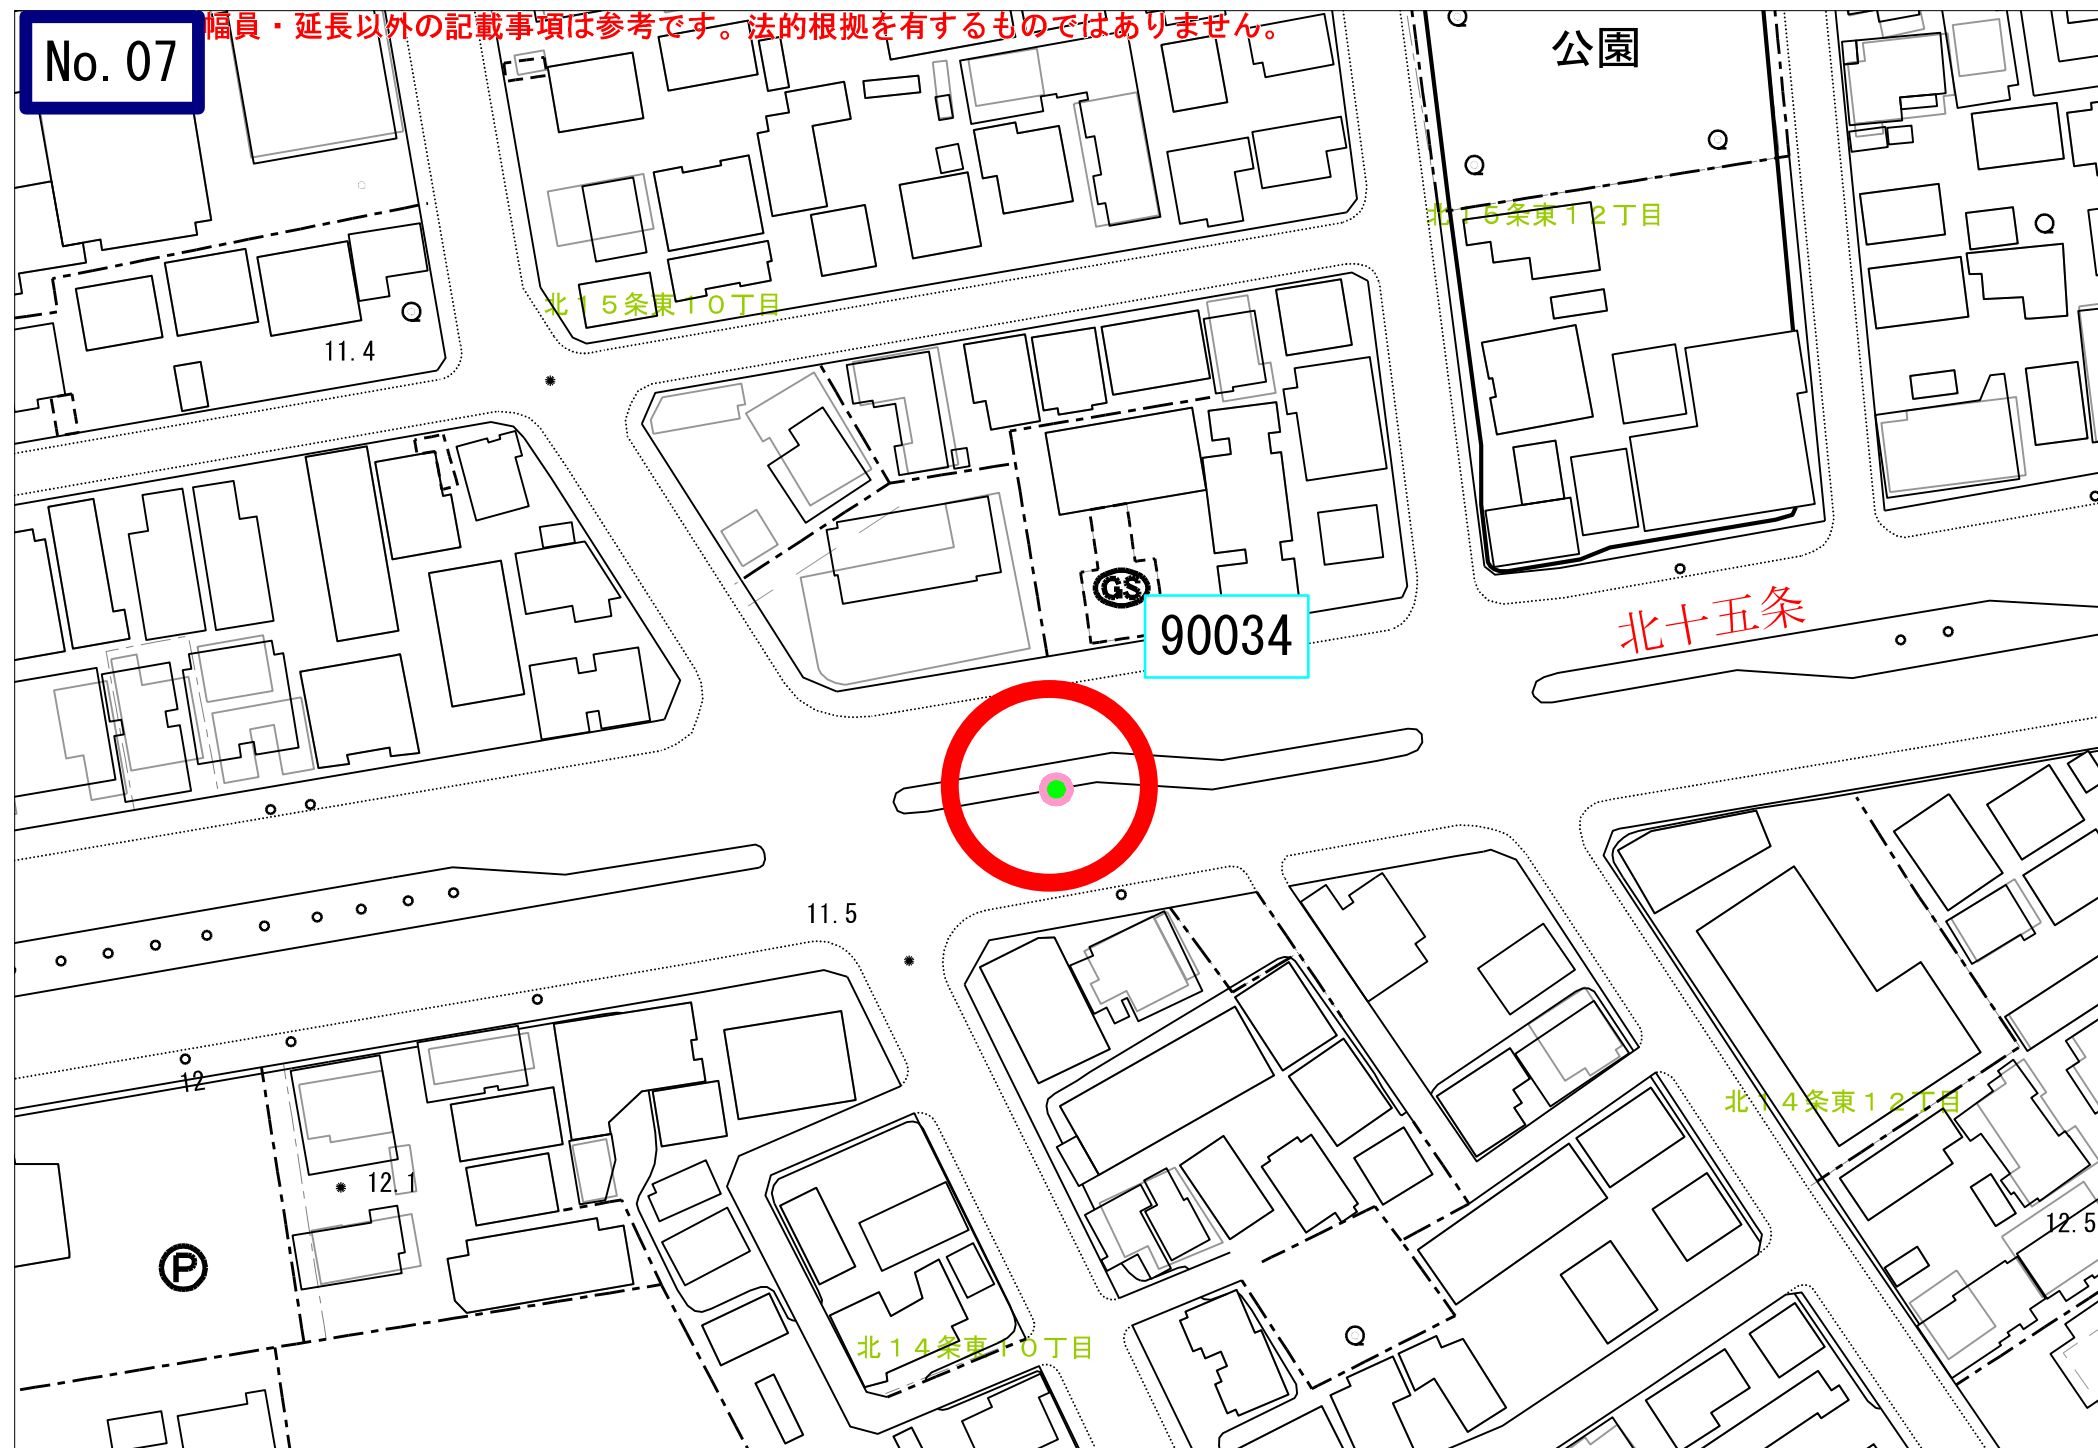 幅員・延長以外の記載事項は参考です。法的根拠を有するものではありません。
No. 07
公園
北15条東12丁目
北15条東10丁目
11.4
GS
北十五条
90034
11.5
12
北14条東12丁目
12.1
12.5
P
北14条東10丁目